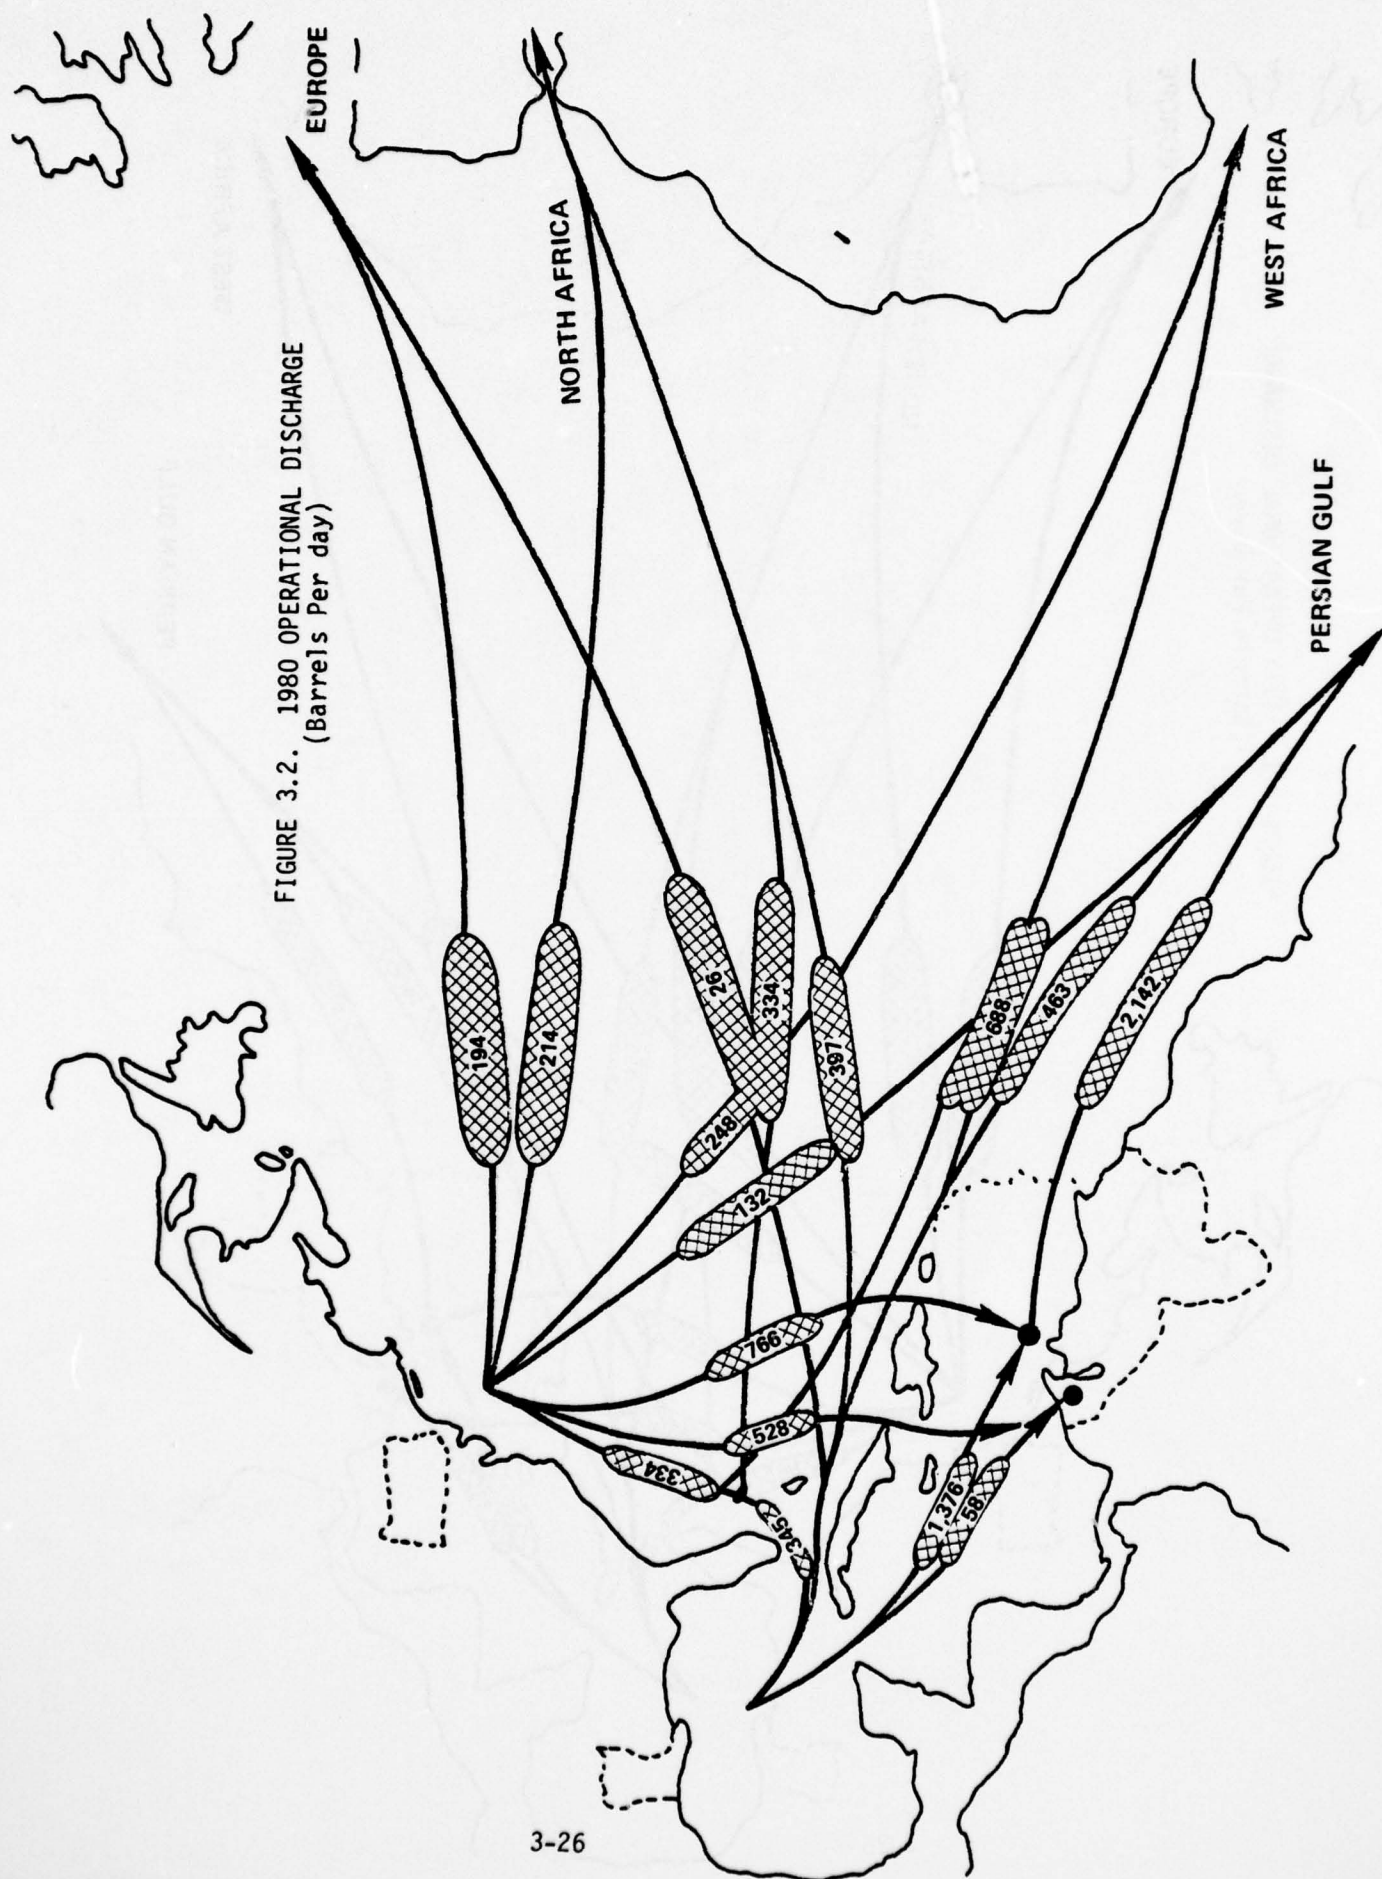 FIGURE 3.2. 1980 OPERATIONAL DISCHARGE
(Barrels Per day)
EUROPE
NORTH AFRICA
WEST AFRICA
PERSIAN GULF
194
214
26
334
248
397
132
688
463
2,142
766
528
334
345
1,376
58
3-26